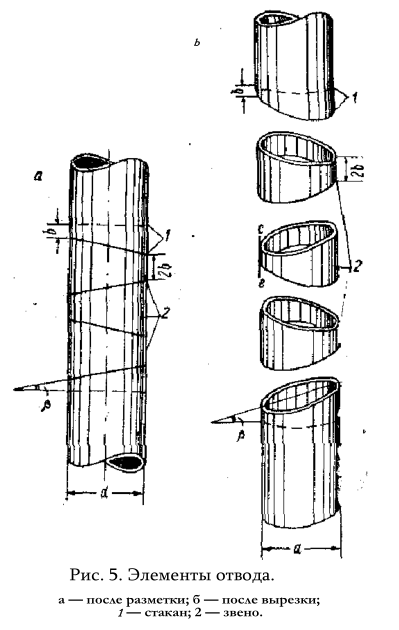 b
b
1
2b
a
b
1
2b
c
e
2
2
β
β
d
a
Рис. 5. Элементы отвода.
а — после разметки; б — после вырезки;
1 — стакан; 2 — звено.